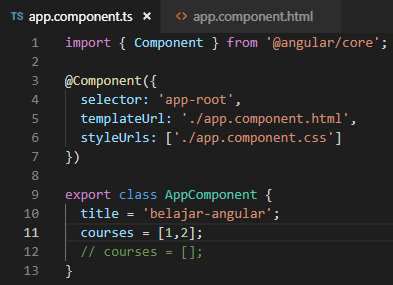 TS app.component.ts × <> app.component.html
1 import { Component } from '@angular/core';
2
3 @Component({
4   selector: 'app-root',
5   templateUrl: './app.component.html',
6   styleUrls: ['./app.component.css']
7 })
8
9 export class AppComponent {
10   title = 'belajar-angular';
11   courses = [1,2];
12   // courses = [];
13 }